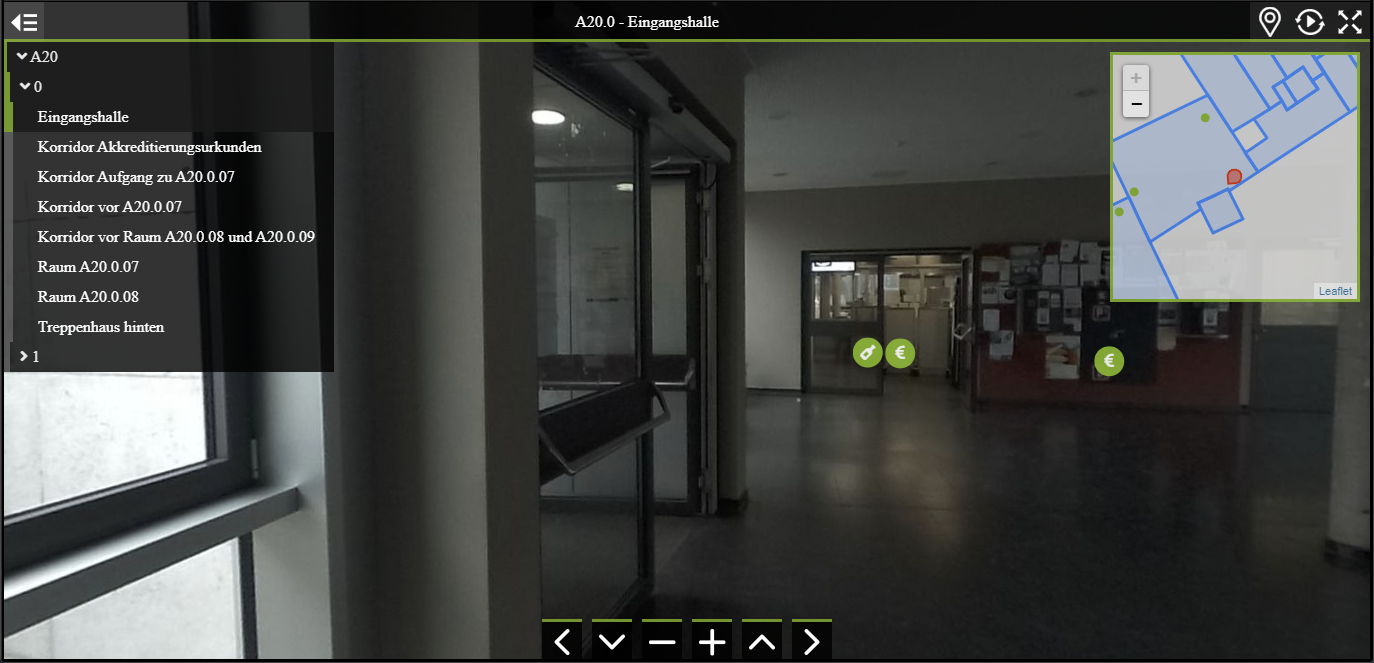 A20.0 - Eingangshalle
A20
0
Eingangshalle
Korridor Akkreditierungsurkunden
Korridor Aufgang zu A20.0.07
Korridor vor A20.0.07
Korridor vor Raum A20.0.08 und A20.0.09
Raum A20.0.07
Raum A20.0.08
Treppenhaus hinten
1
+
−
€
€
Leaflet